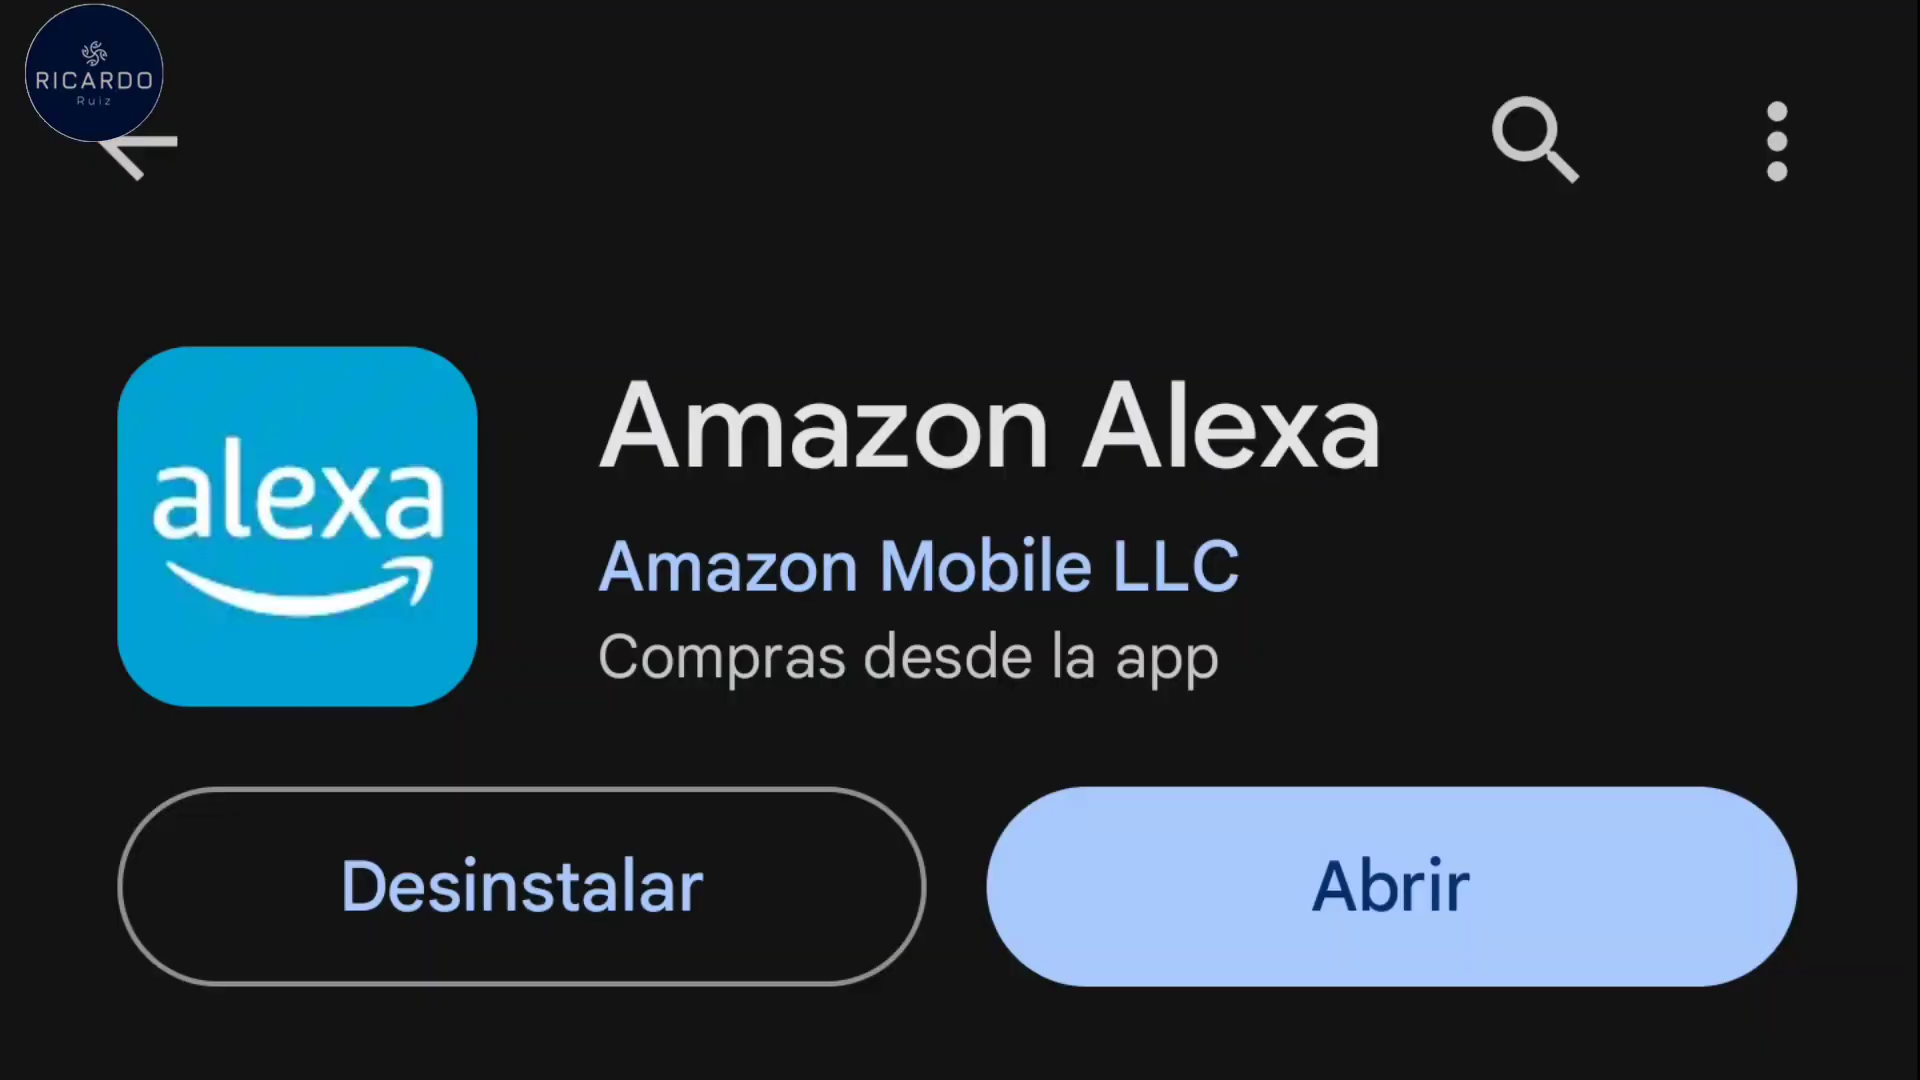 RICARDO
Ruiz
alexa
Amazon Alexa
Amazon Mobile LLC
Compras desde la app
Desinstalar
Abrir